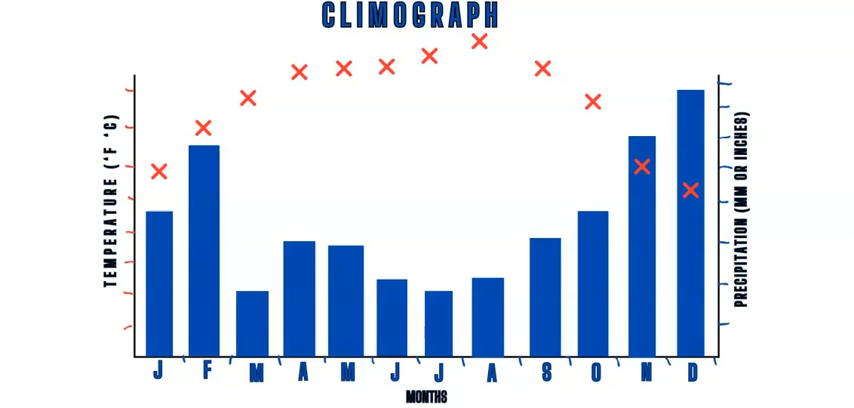 CLIMOGRAPH
TEMPERATURE (°F °C)
PRECIPITATION (MM OR INCHES)
J F M A M J J A S O N D
MONTHS